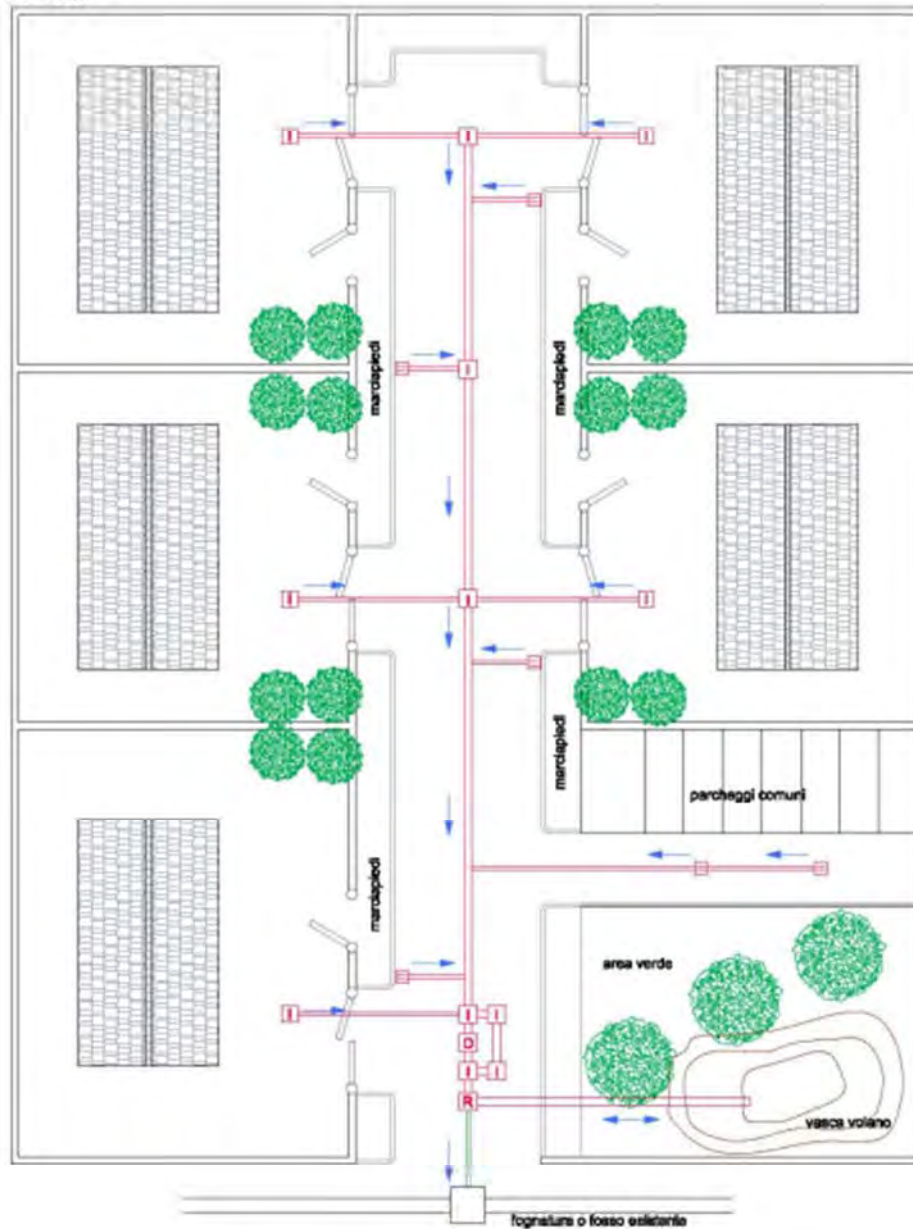 I
I
I
marciapiedi
marciapiedi
I
I
I
I
marciapiedi
parcheggi comuni
marciapiedi
area verde
I
I
I
D
I
I
R
vasca volano
fognatura o fosso esistente